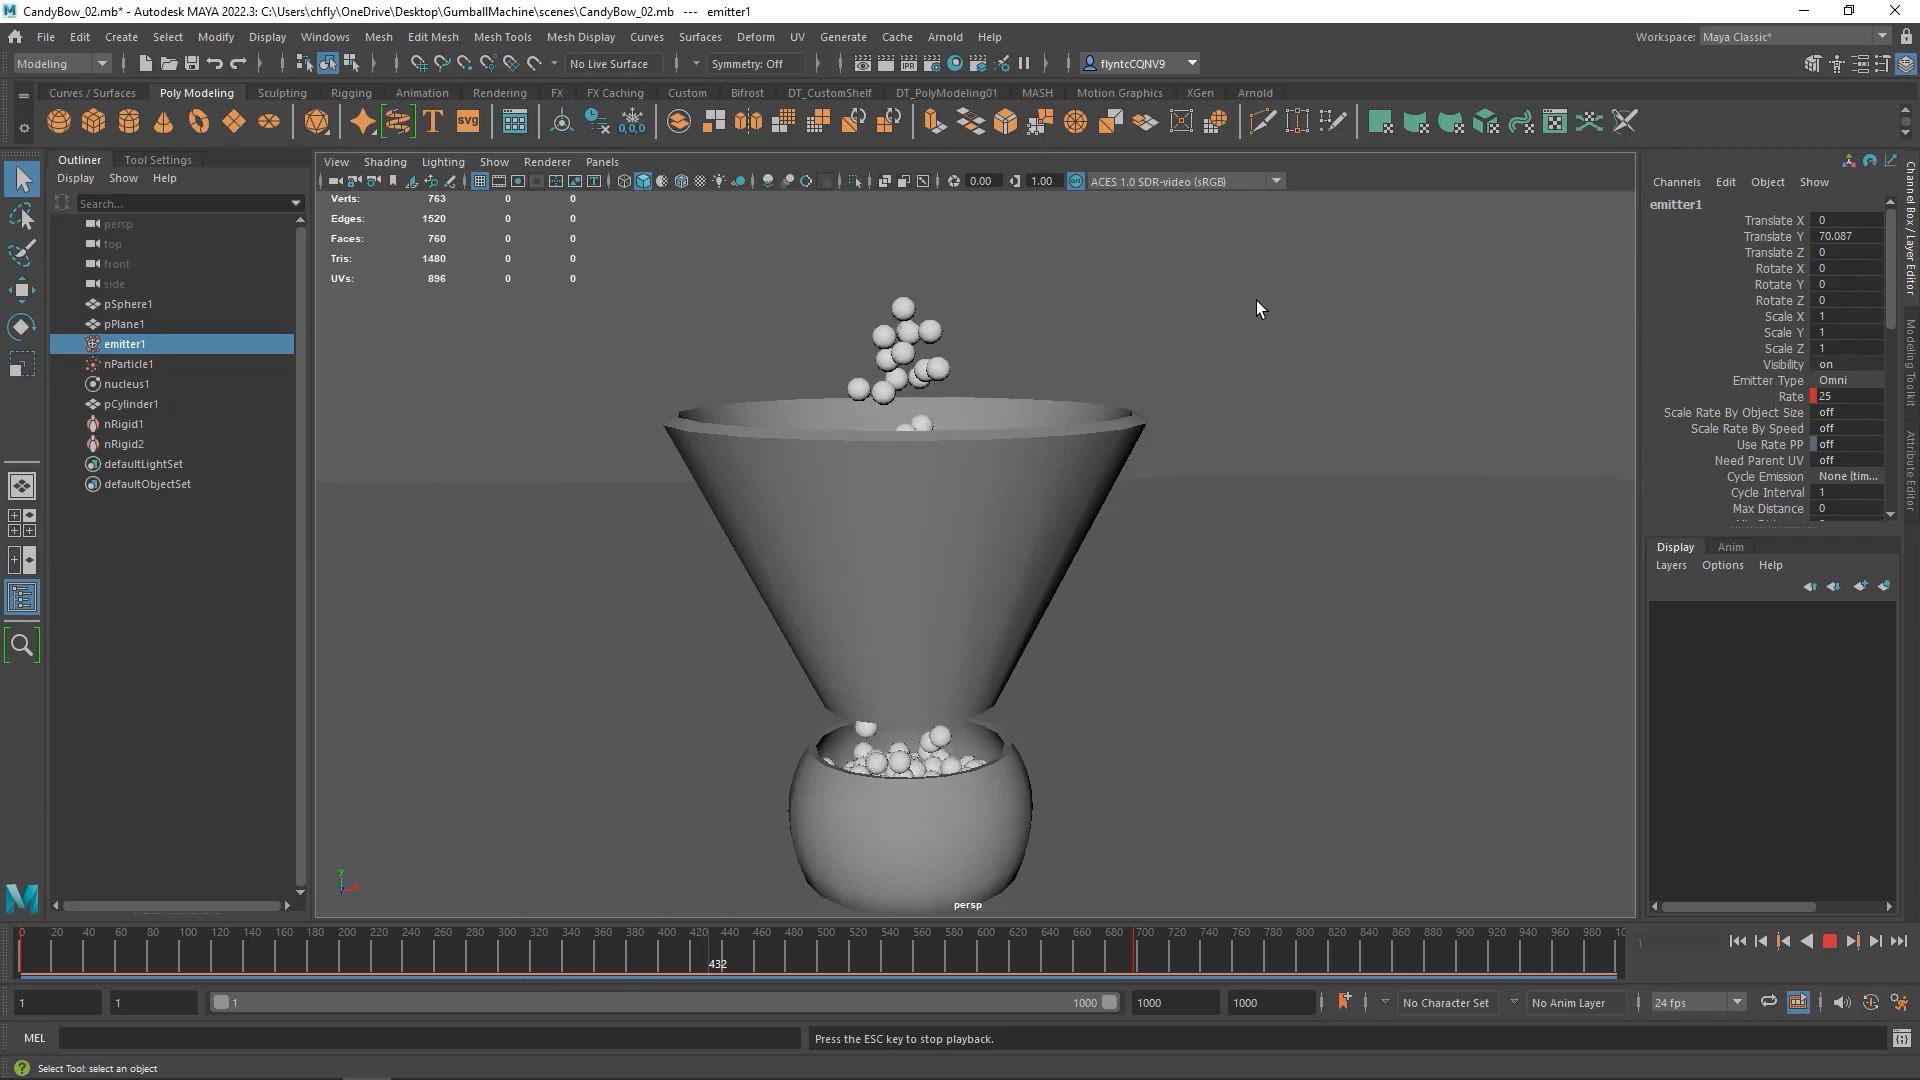 CandyBow_02.mb* - Autodesk MAYA 2022.3: C:\Users\chfly\OneDrive\Desktop\GumballMachine\scenes\CandyBow_02.mb --- emitter1
File Edit Create Select Modify Display Windows Mesh Edit Mesh Mesh Tools Mesh Display Curves Surfaces Deform UV Generate Cache Arnold Help
Workspace: Maya Classic*
Modeling No Live Surface Symmetry: Off flyntcCQNV9
Curves / Surfaces Poly Modeling Sculpting Rigging Animation Rendering FX FX Caching Custom Bifrost DT_CustomShelf DT_PolyModeling01 MASH Motion Graphics XGen Arnold
T svg 0,0,0
Outliner Tool Settings
Display Show Help
Search...
persp
top
front
side
pSphere1
pPlane1
emitter1
nParticle1
nucleus1
pCylinder1
nRigid1
nRigid2
defaultLightSet
defaultObjectSet
View Shading Lighting Show Renderer Panels
0.00 1.00 ACES 1.0 SDR-video (sRGB)
Verts: 763 0 0
Edges: 1520 0 0
Faces: 760 0 0
Tris: 1480 0 0
UVs: 896 0 0
y
persp
Channels Edit Object Show
emitter1
Translate X 0
Translate Y 70.087
Translate Z 0
Rotate X 0
Rotate Y 0
Rotate Z 0
Scale X 1
Scale Y 1
Scale Z 1
Visibility on
Emitter Type Omni
Rate 25
Scale Rate By Object Size off
Scale Rate By Speed off
Use Rate PP off
Need Parent UV off
Cycle Emission None (tim...
Cycle Interval 1
Max Distance 0
Display Anim
Layers Options Help
Channel Box / Layer Editor
Modeling Toolkit
Attribute Editor
0 20 40 60 80 100 120 140 160 180 200 220 240 260 280 300 320 340 360 380 400 420 440 460 480 500 520 540 560 580 600 620 640 660 680 700 720 740 760 780 800 820 840 860 880 900 920 940 960 980 10
432
1
1 1 1 1000 1000 1000 No Character Set No Anim Layer 24 fps
MEL Press the ESC key to stop playback.
Select Tool: select an object